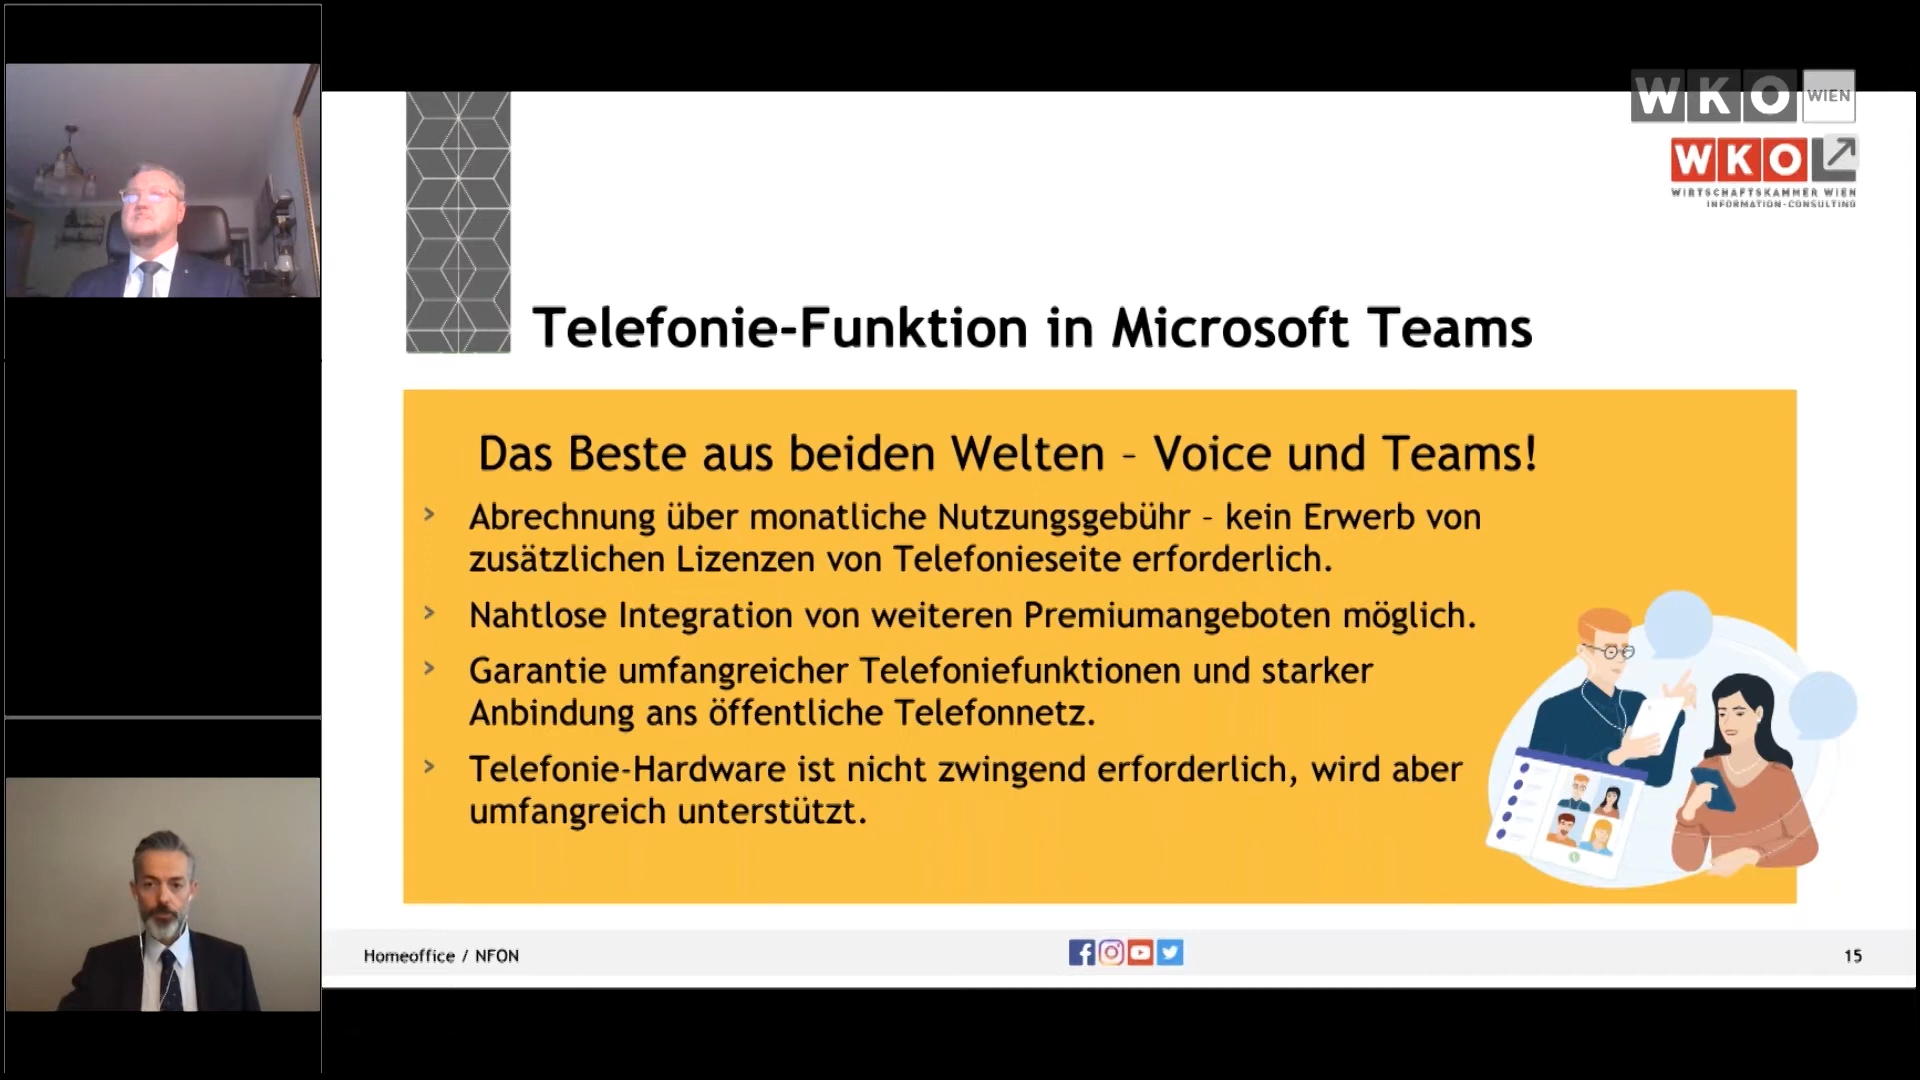 WKO WIEN
WKO
WIRTSCHAFTSKAMMER WIEN
INFORMATION-CONSULTING
Telefonie-Funktion in Microsoft Teams
Das Beste aus beiden Welten – Voice und Teams!
› Abrechnung über monatliche Nutzungsgebühr – kein Erwerb von
zusätzlichen Lizenzen von Telefonieseite erforderlich.
› Nahtlose Integration von weiteren Premiumangeboten möglich.
› Garantie umfangreicher Telefoniefunktionen und starker
Anbindung ans öffentliche Telefonnetz.
› Telefonie-Hardware ist nicht zwingend erforderlich, wird aber
umfangreich unterstützt.
Homeoffice / NFON
15